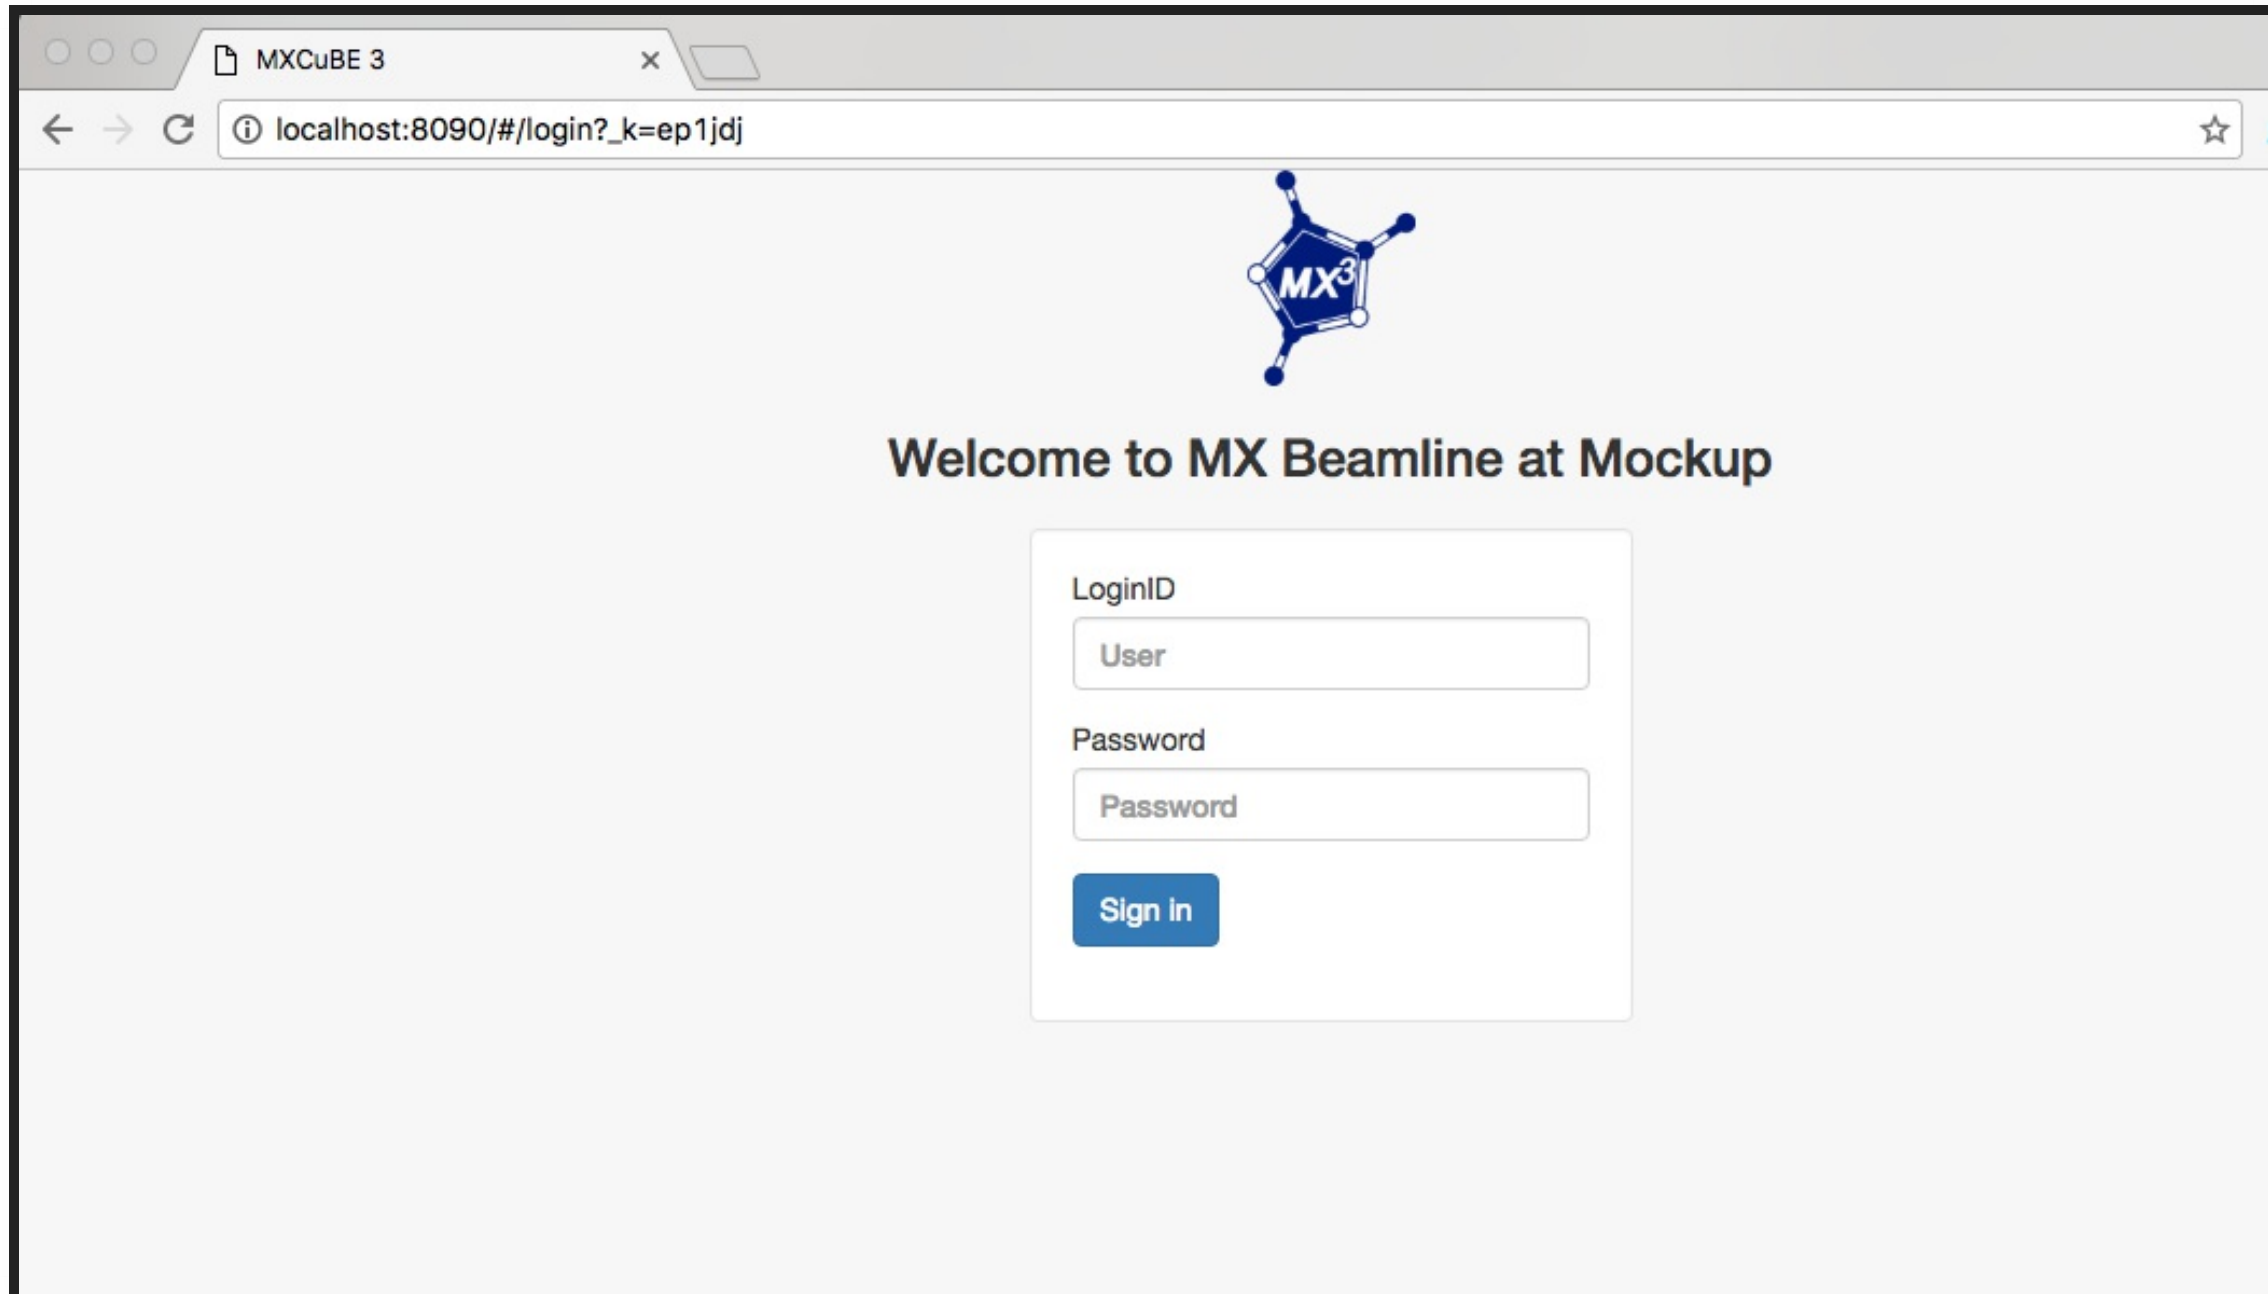 MXCuBE 3
localhost:8090/#/login?_k=ep1jdj
MX3
Welcome to MX Beamline at Mockup
LoginID
User
Password
Password
Sign in